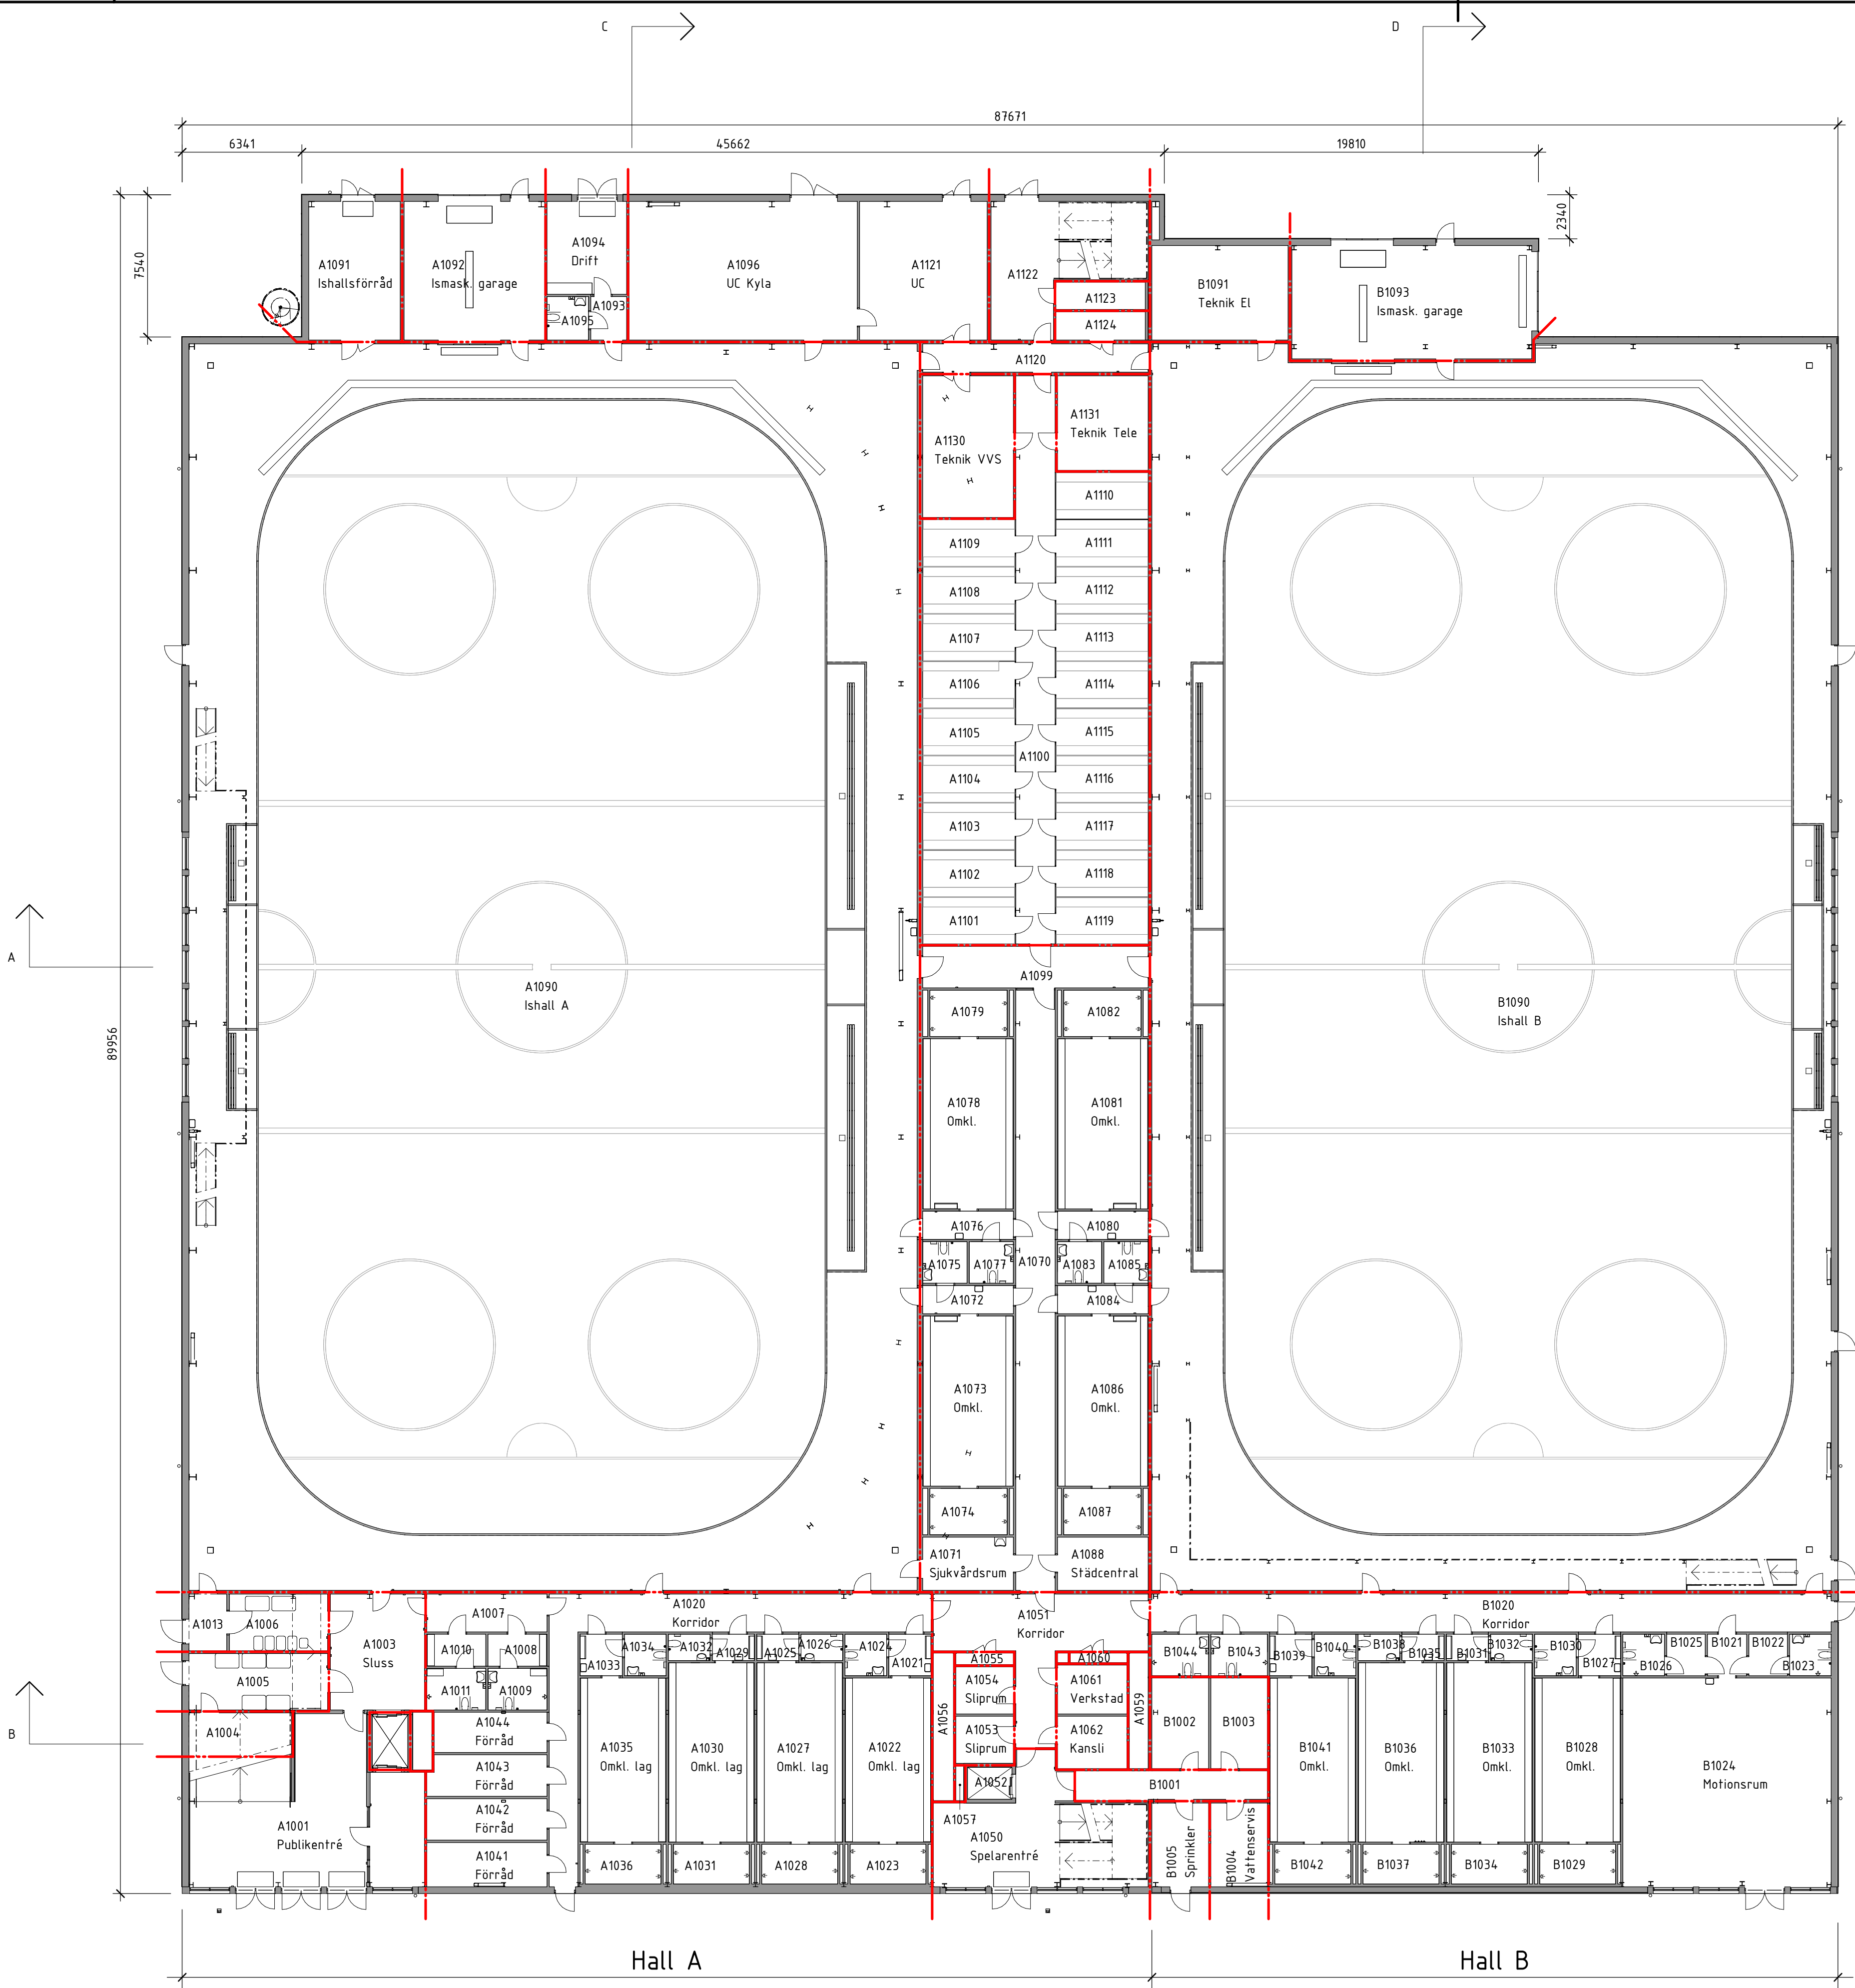 C
D
87671
6341
45662
19810
2340
7540
89956
A1091
Ishallsförråd
A1092
Ismask. garage
A1094
Drift
A1093
A1095
A1096
UC Kyla
A1121
UC
A1122
A1123
A1124
B1091
Teknik El
B1093
Ismask. garage
A1120
A1130
Teknik VVS
A1131
Teknik Tele
A1110
A1109
A1111
A1108
A1112
A1107
A1113
A1106
A1114
A1105
A1115
A1100
A1104
A1116
A1103
A1117
A1102
A1118
A1101
A1119
A
A1099
A1090
Ishall A
B1090
Ishall B
A1079
A1082
A1078
Omkl.
A1081
Omkl.
A1076
A1080
A1075
A1077
A1070
A1083
A1085
A1072
A1084
A1073
Omkl.
A1086
Omkl.
A1074
A1087
A1071
Sjukvårdsrum
A1088
Städcentral
A1013
A1006
A1003
Sluss
A1007
A1020
Korridor
A1051
Korridor
B1020
Korridor
A1010
A1008
A1011
A1009
A1033
A1034
A1032
A1029
A1025
A1026
A1024
A1021
A1055
A1060
B1044
B1043
B1039
B1040
B1038
B1035
B1031
B1032
B1030
B1027
B1026
B1025
B1021
B1022
B1023
A1005
A1004
A1054
Sliprum
A1061
Verkstad
A1056
A1059
A1053
Sliprum
A1062
Kansli
B1002
B1003
B
A1044
Förråd
A1043
Förråd
A1042
Förråd
A1041
Förråd
A1035
Omkl. lag
A1030
Omkl. lag
A1027
Omkl. lag
A1022
Omkl. lag
A1052
B1001
B1041
Omkl.
B1036
Omkl.
B1033
Omkl.
B1028
Omkl.
B1024
Motionsrum
A1001
Publikentré
A1057
A1050
Spelarentré
B1005
Sprinkler
B1004
Vattenservis
A1036
A1031
A1028
A1023
B1042
B1037
B1034
B1029
Hall A
Hall B